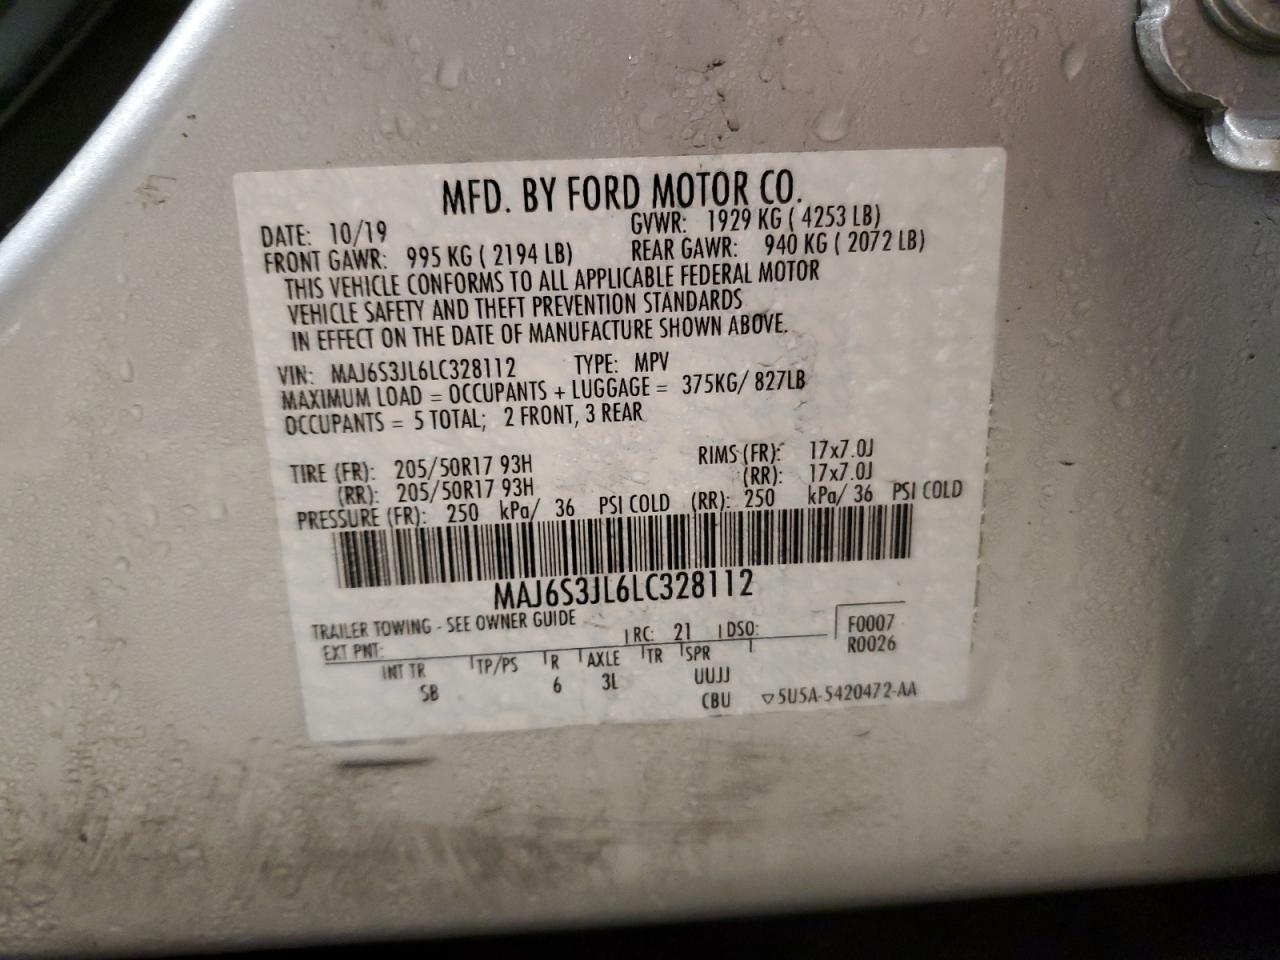 MFD. BY FORD MOTOR CO.
DATE: 10/19 GVWR: 1929 KG ( 4253 LB)
FRONT GAWR: 995 KG ( 2194 LB) REAR GAWR: 940 KG ( 2072 LB)
THIS VEHICLE CONFORMS TO ALL APPLICABLE FEDERAL MOTOR
VEHICLE SAFETY AND THEFT PREVENTION STANDARDS
IN EFFECT ON THE DATE OF MANUFACTURE SHOWN ABOVE.
VIN: MAJ6S3JL6LC328112 TYPE: MPV
MAXIMUM LOAD = OCCUPANTS + LUGGAGE = 375KG/ 827LB
OCCUPANTS = 5 TOTAL; 2 FRONT, 3 REAR
TIRE (FR): 205/50R17 93H RIMS (FR): 17x7.0J
(RR): 205/50R17 93H (RR): 17x7.0J
PRESSURE (FR): 250 kPa/ 36 PSI COLD (RR): 250 kPa/ 36 PSI COLD
MAJ6S3JL6LC328112
TRAILER TOWING - SEE OWNER GUIDE
EXT PNT: RC: 21 DSO: F0007
R0026
INT TR TP/PS R AXLE TR SPR
SB 6 3L UUJJ
CBU ▽5U5A-5420472-AA